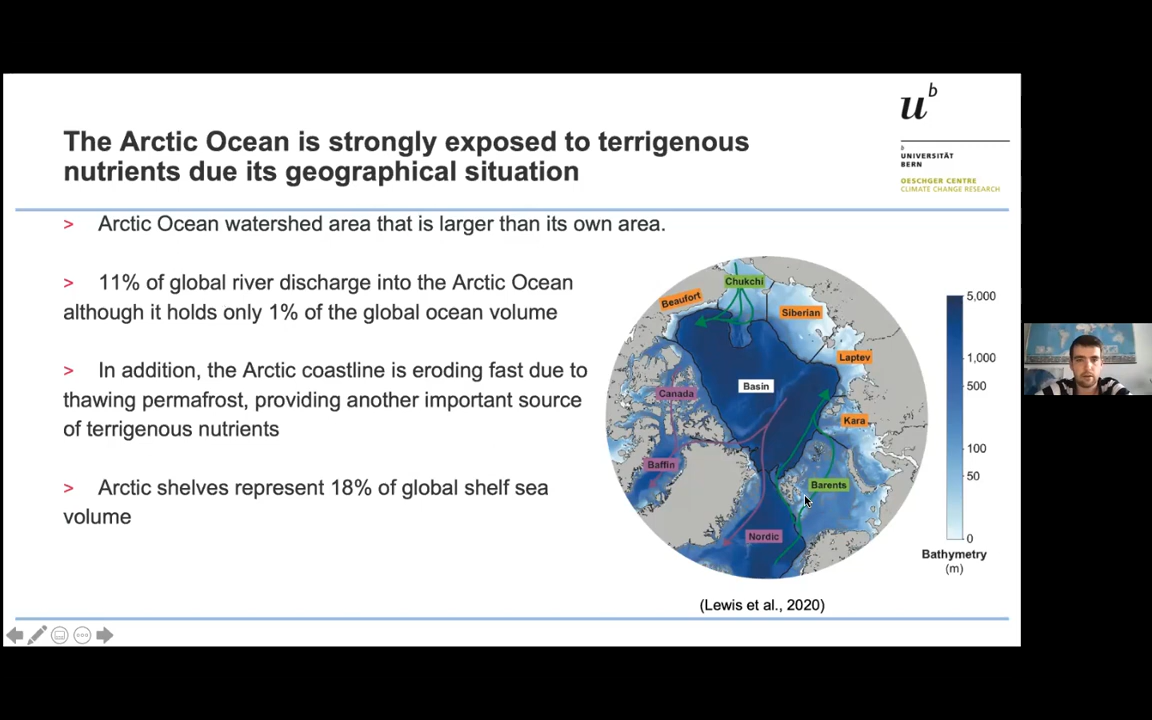 u b
b
UNIVERSITÄT
BERN
OESCHGER CENTRE
CLIMATE CHANGE RESEARCH
The Arctic Ocean is strongly exposed to terrigenous
nutrients due its geographical situation
> Arctic Ocean watershed area that is larger than its own area.
> 11% of global river discharge into the Arctic Ocean
although it holds only 1% of the global ocean volume
> In addition, the Arctic coastline is eroding fast due to
thawing permafrost, providing another important source
of terrigenous nutrients
> Arctic shelves represent 18% of global shelf sea
volume
Chukchi
Beaufort
Siberian
Laptev
Basin
Canada
Kara
Baffin
Barents
Nordic
5,000
1,000
500
100
50
0
Bathymetry
(m)
(Lewis et al., 2020)